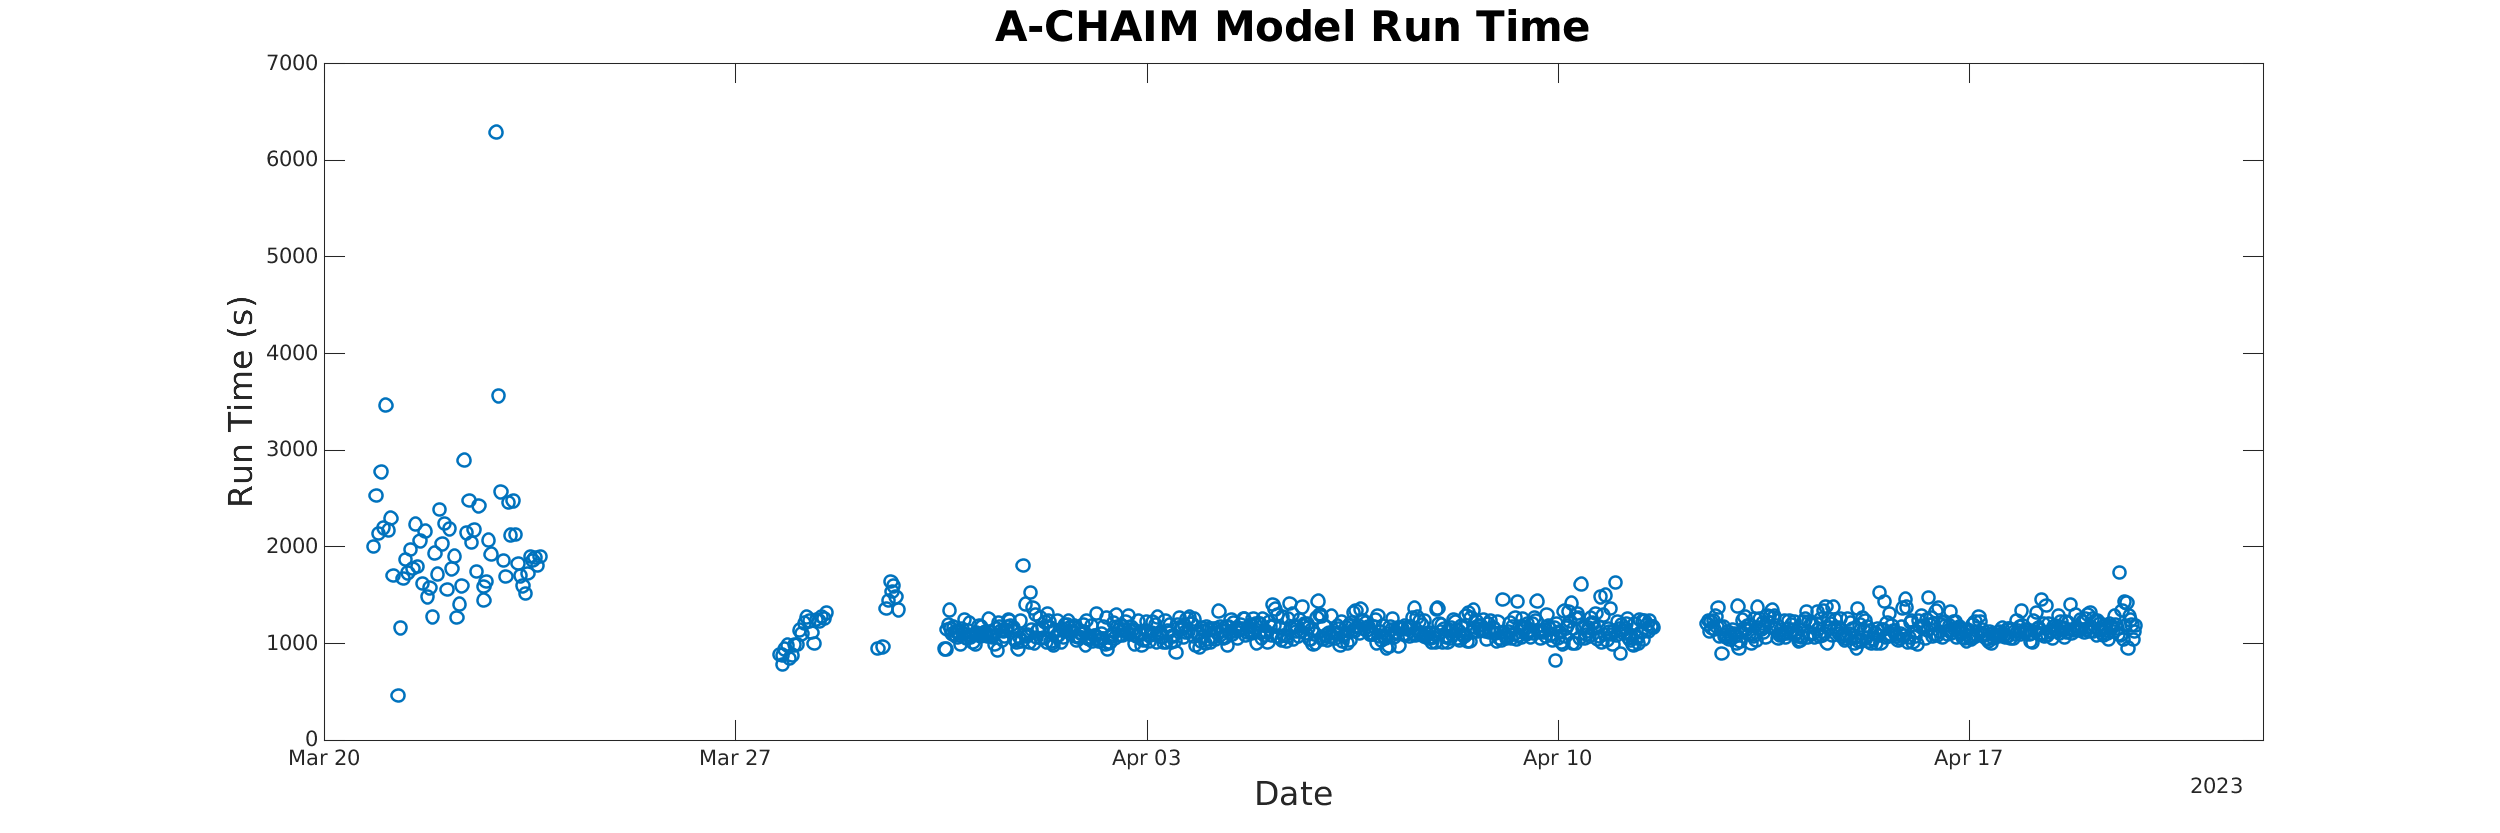 A-CHAIM Model Run Time
7000
6000
5000
4000
3000
2000
1000
0
Run Time (s)
Mar 20
Mar 27
Apr 03
Apr 10
Apr 17
2023
Date